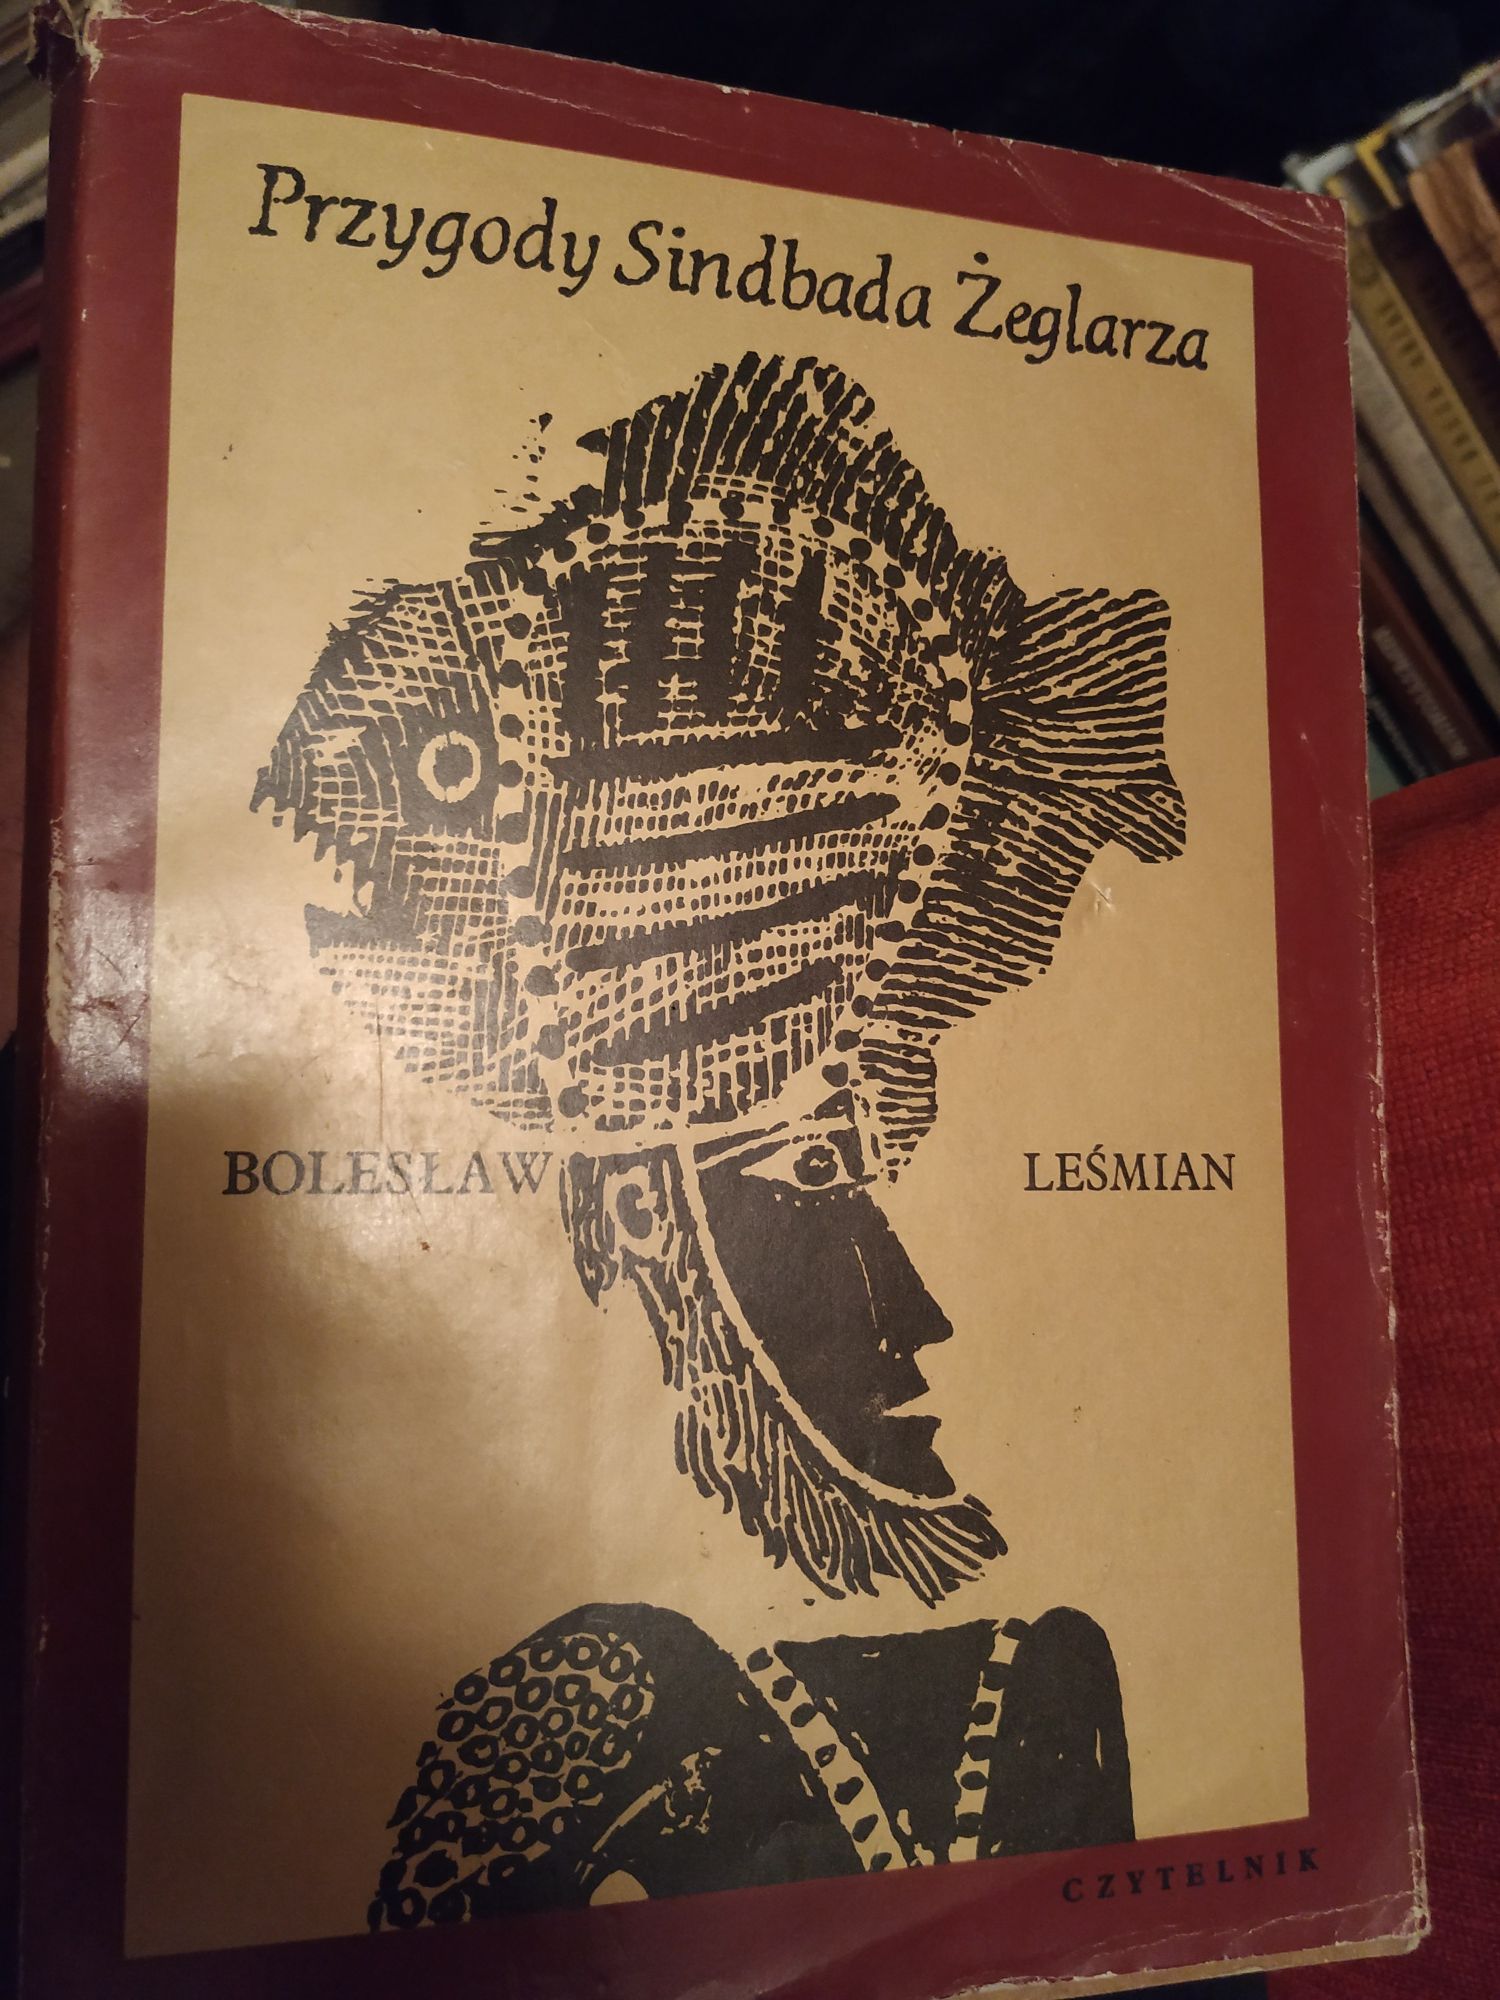 Przygody Sindbada Żeglarza
BOLESŁAW LEŚMIAN
CZYTELNIK